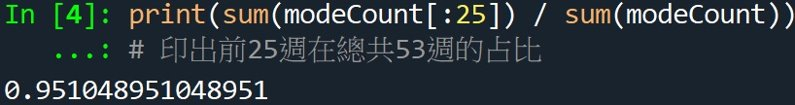 In [4]: print(sum(modeCount[:25]) / sum(modeCount))
...: # 印出前25週在總共53週的占比
0.951048951048951